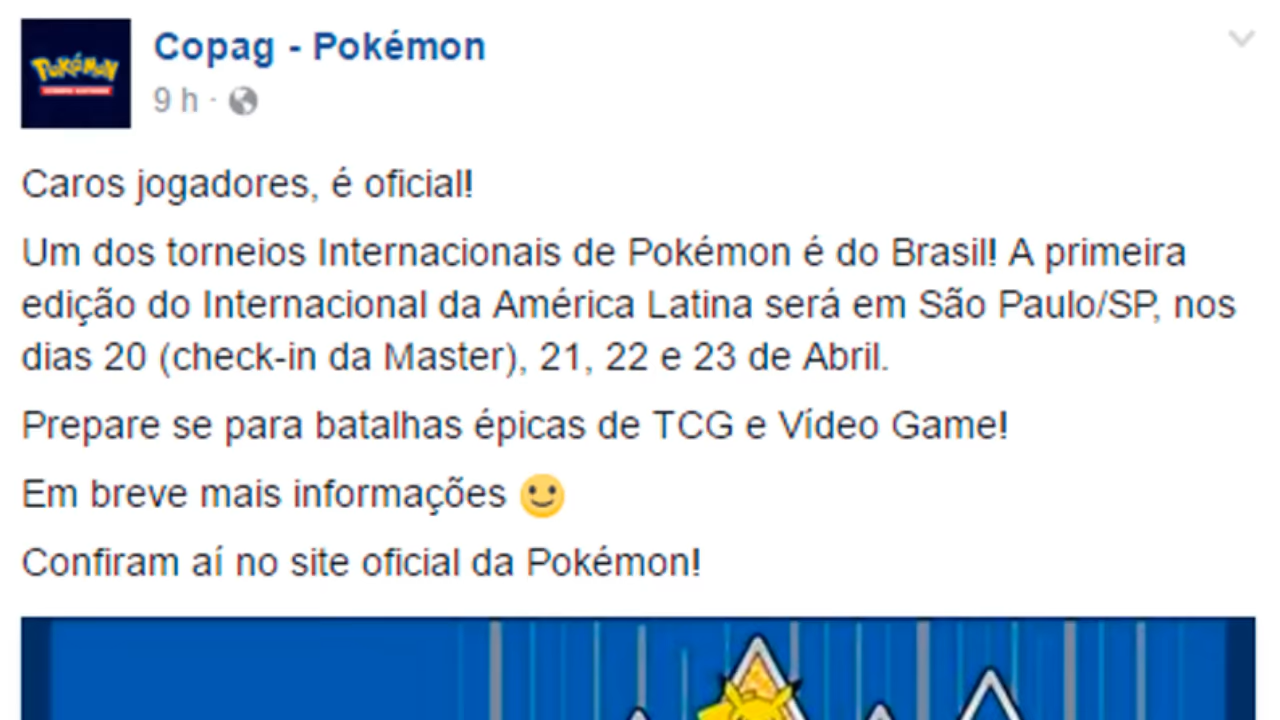 POKÉMON
Copag - Pokémon
9 h ·
Caros jogadores, é oficial!
Um dos torneios Internacionais de Pokémon é do Brasil! A primeira
edição do Internacional da América Latina será em São Paulo/SP, nos
dias 20 (check-in da Master), 21, 22 e 23 de Abril.
Prepare se para batalhas épicas de TCG e Vídeo Game!
Em breve mais informações 🙂
Confiram aí no site oficial da Pokémon!